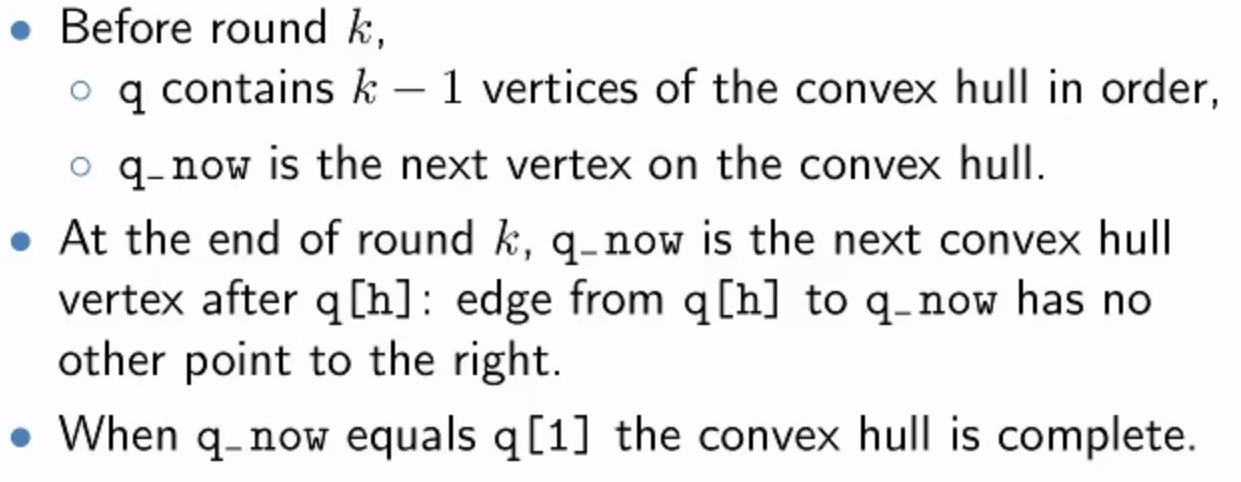 • Before round k,
◦ q contains k − 1 vertices of the convex hull in order,
◦ q_now is the next vertex on the convex hull.
• At the end of round k, q_now is the next convex hull
vertex after q[h]: edge from q[h] to q_now has no
other point to the right.
• When q_now equals q[1] the convex hull is complete.